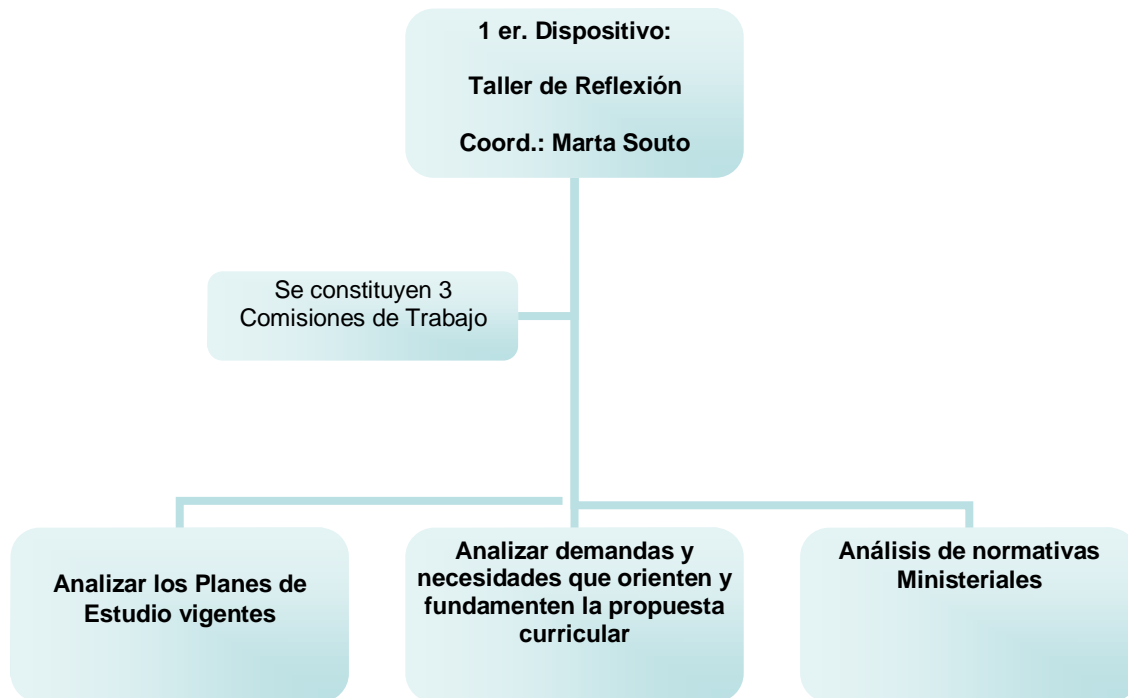 1 er. Dispositivo:
Taller de Reflexión
Coord.: Marta Souto
Se constituyen 3
Comisiones de Trabajo
Analizar los Planes de
Estudio vigentes
Analizar demandas y
necesidades que orienten y
fundamenten la propuesta
curricular
Análisis de normativas
Ministeriales